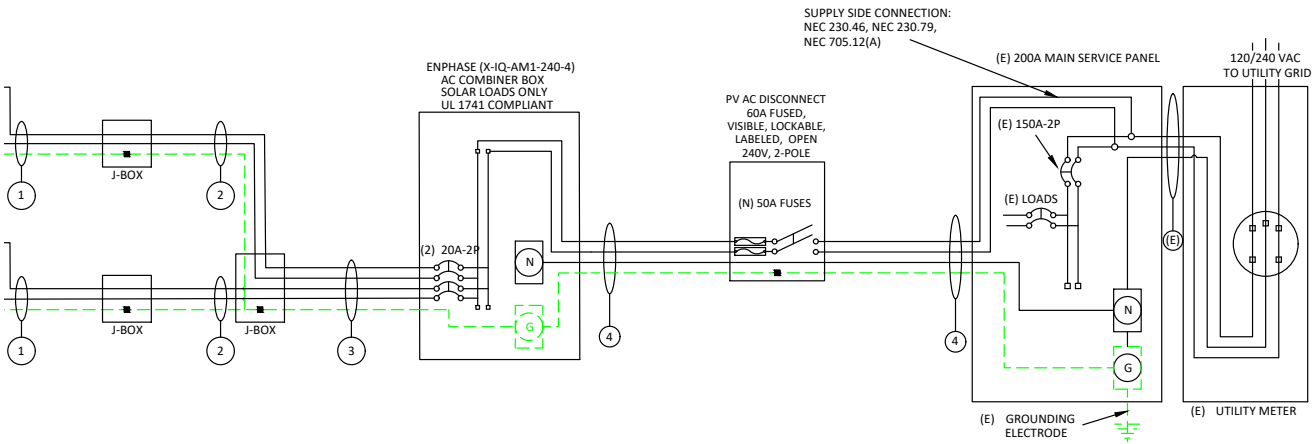 SUPPLY SIDE CONNECTION:
NEC 230.46, NEC 230.79,
NEC 705.12(A)
(E) 200A MAIN SERVICE PANEL
120/240 VAC
TO UTILITY GRID
ENPHASE (X-IQ-AM1-240-4)
AC COMBINER BOX
SOLAR LOADS ONLY
UL 1741 COMPLIANT
PV AC DISCONNECT
60A FUSED,
VISIBLE, LOCKABLE,
LABELED, OPEN
240V, 2-POLE
(E) 150A-2P
J-BOX
1
2
(N) 50A FUSES
(E) LOADS
(E)
(2) 20A-2P
N
N
J-BOX
J-BOX
G
1
2
3
4
4
G
(E) GROUNDING
ELECTRODE
(E) UTILITY METER